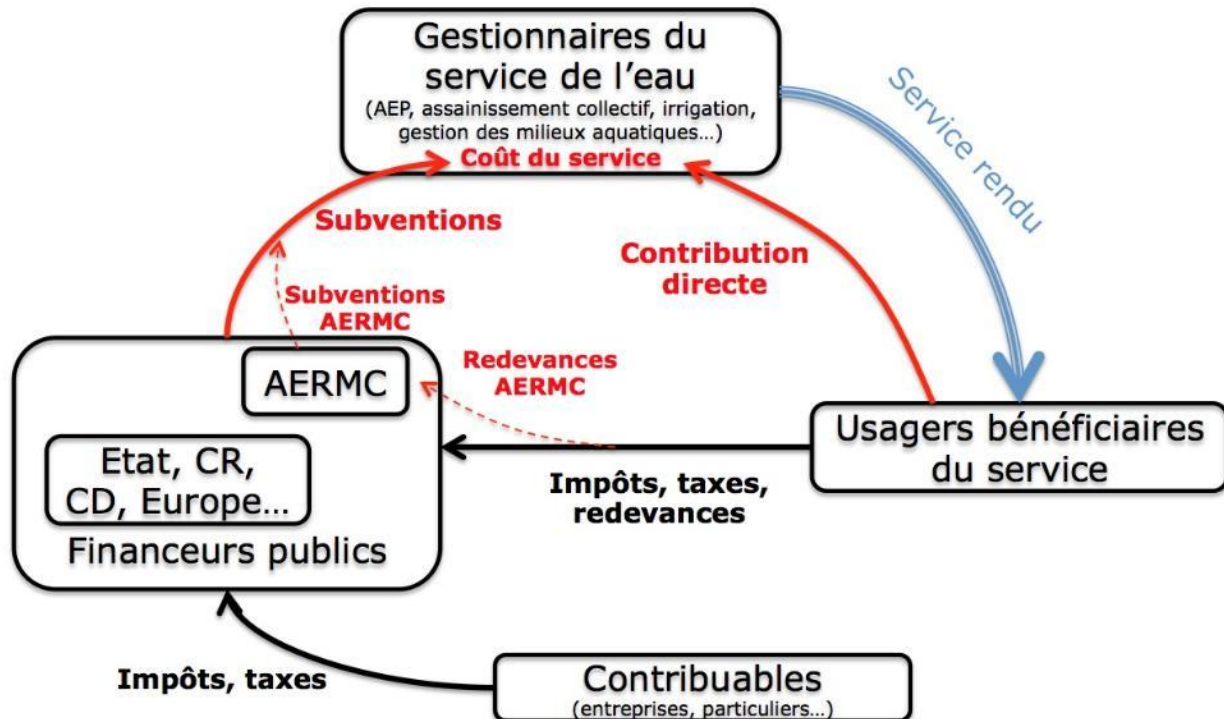 Gestionnaires du
service de l’eau
(AEP, assainissement collectif, irrigation,
gestion des milieux aquatiques…)
Coût du service
Service rendu
Subventions
Contribution
directe
Subventions
AERMC
Redevances
AERMC
AERMC
Etat, CR,
CD, Europe…
Financeurs publics
Usagers bénéficiaires
du service
Impôts, taxes,
redevances
Impôts, taxes
Contribuables
(entreprises, particuliers…)